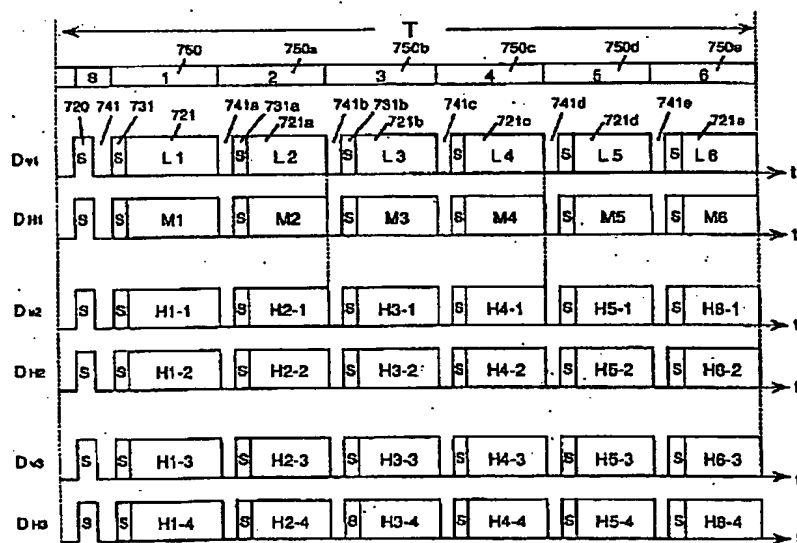 T
750 750a 750b 750c 750d 750e
S 1 2 3 4 5 6
720 741 731 721 741a 731a 741b 731b 741c 741d 741e
721a 721b 721c 721d 721e
DV1 S S L1 S L2 S L3 S L4 S L5 S L6 t
DH1 S S M1 S M2 S M3 S M4 S M5 S M6 t
DV2 S S H1-1 S H2-1 S H3-1 S H4-1 S H5-1 S H6-1 t
DH2 S S H1-2 S H2-2 S H3-2 S H4-2 S H5-2 S H6-2 t
DV3 S S H1-3 S H2-3 S H3-3 S H4-3 S H5-3 S H6-3 t
DH3 S S H1-4 S H2-4 S H3-4 S H4-4 S H5-4 S H6-4 t